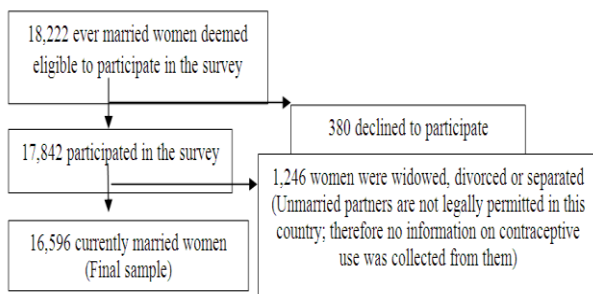 18,222 ever married women deemed
eligible to participate in the survey
380 declined to participate
17,842 participated in the survey
1,246 women were widowed, divorced or separated
(Unmarried partners are not legally permitted in this
country; therefore no information on contraceptive
use was collected from them)
16,596 currently married women
(Final sample)